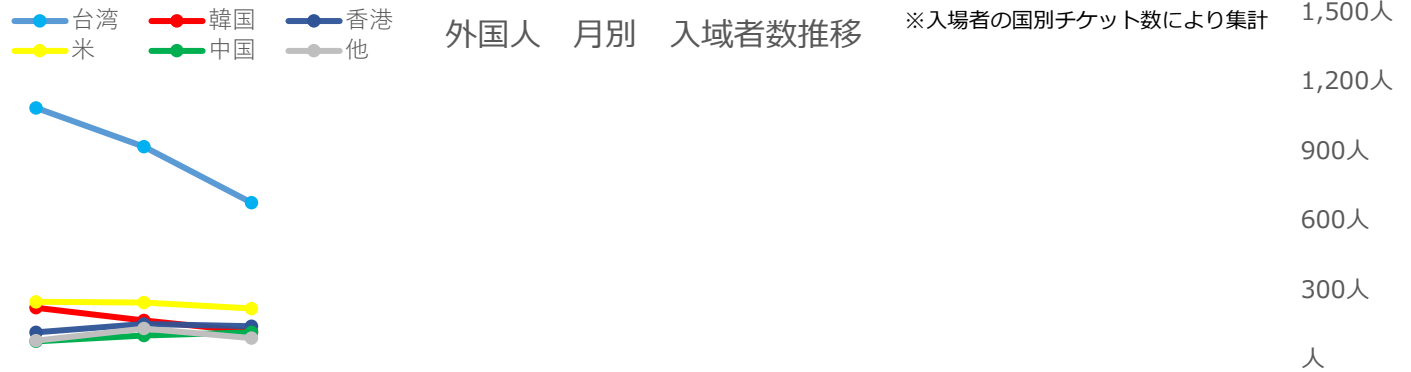 台湾 韓国 香港
米 中国 他
外国人　月別　入域者数推移
※入場者の国別チケット数により集計
1,500人
1,200人
900人
600人
300人
人